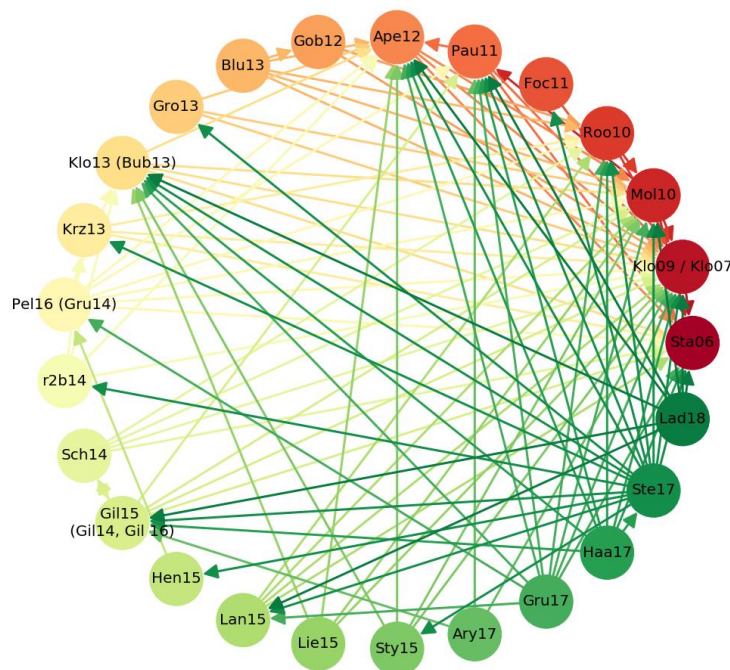 Ape12
Gob12
Pau11
Blu13
Foc11
Gro13
Roo10
Klo13 (Bub13)
Mol10
Krz13
Klo09 / Klo07
Pel16 (Gru14)
Sta06
r2b14
Lad18
Sch14
Ste17
Gil15
(Gil14, Gil 16)
Haa17
Hen15
Gru17
Lan15
Ary17
Lie15
Sty15